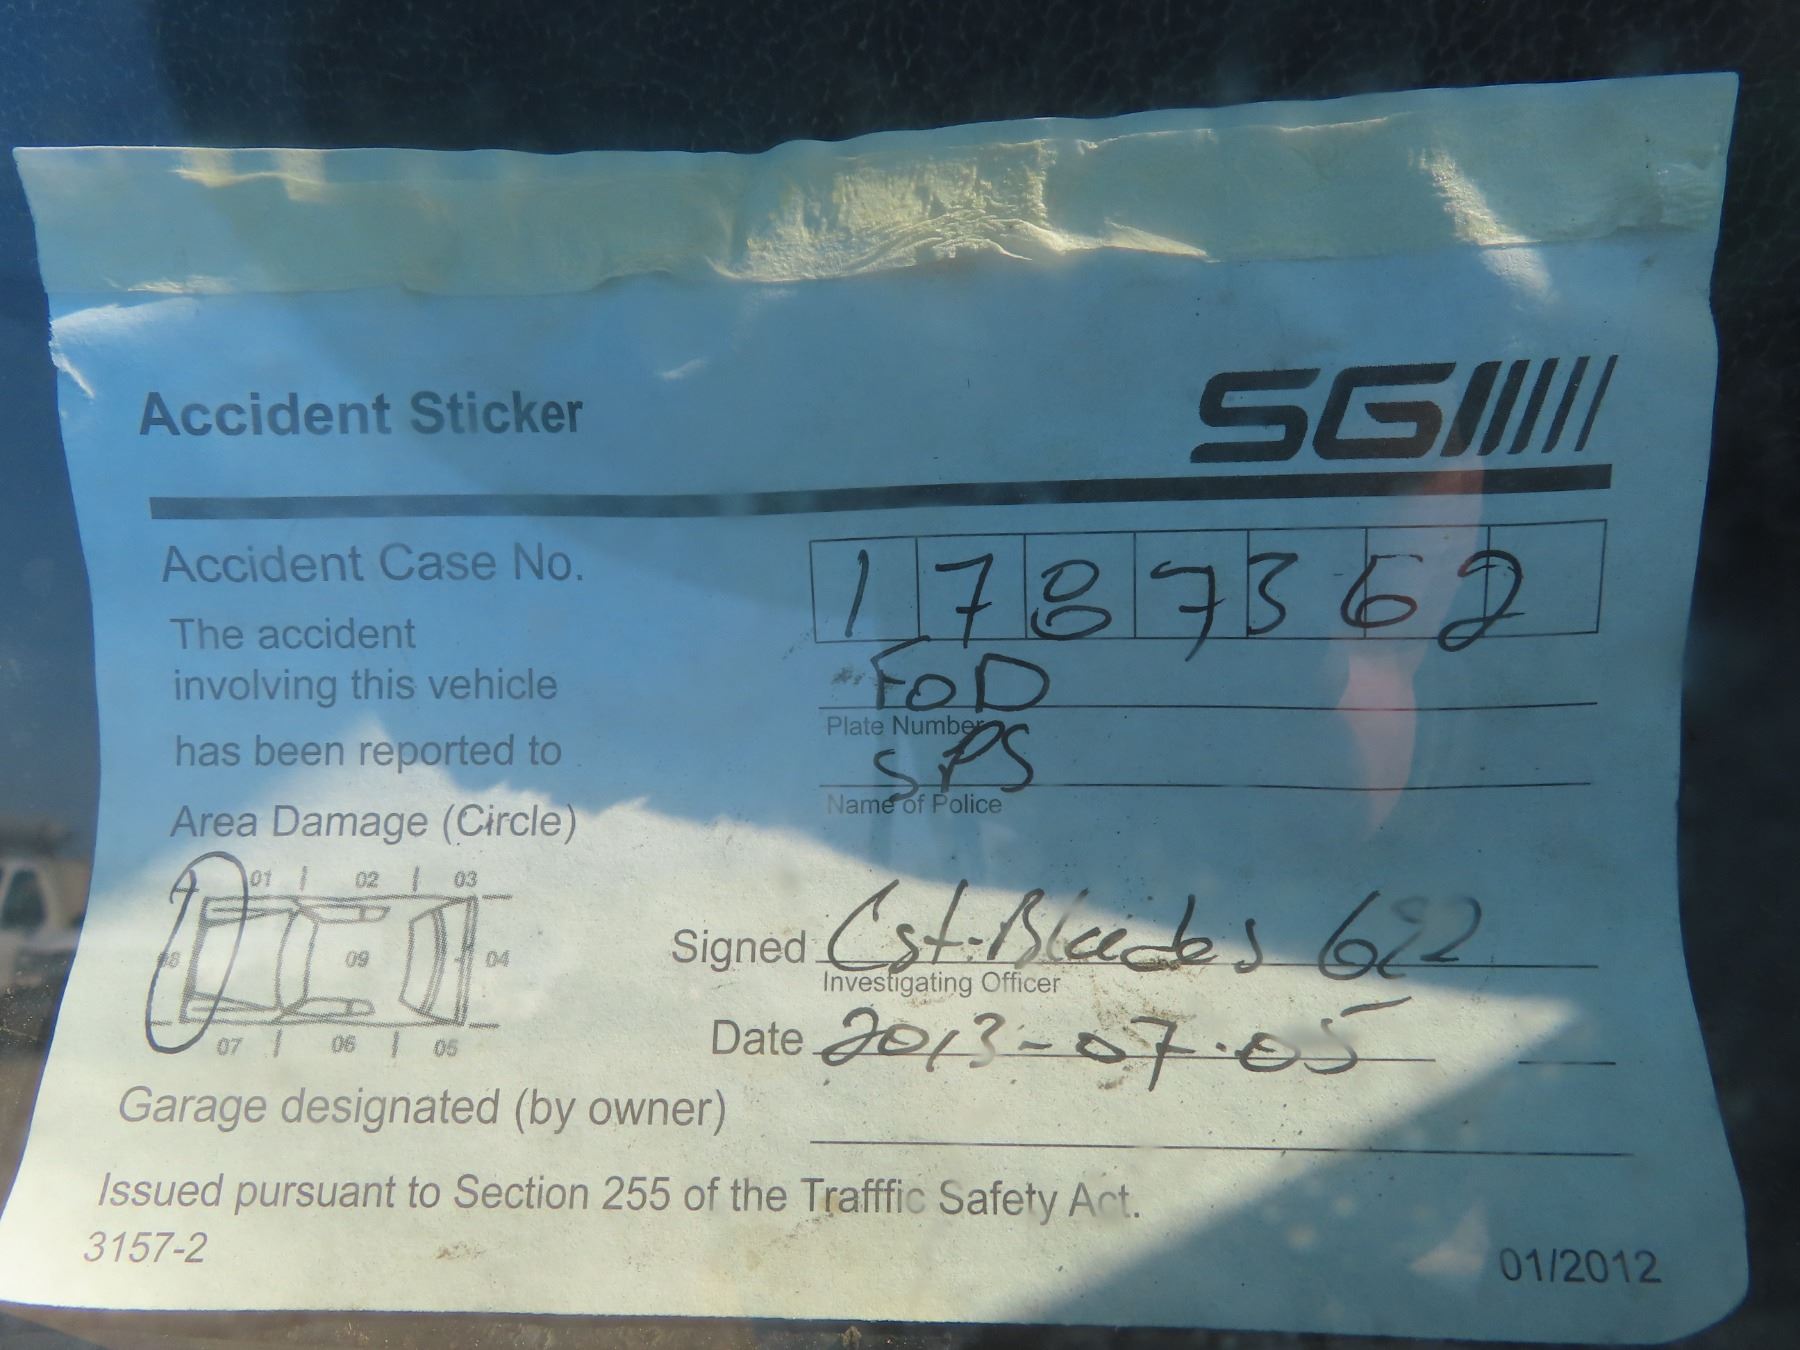 Accident Sticker
SGI
Accident Case No. 1787362
The accident
involving this vehicle FOD
Plate Number
has been reported to SPS
Name of Police
Area Damage (Circle)
01 02 03
08 09 04
07 06 05
Signed Cst. Blades 692
Investigating Officer
Date 2013-07-05
Garage designated (by owner)
Issued pursuant to Section 255 of the Trafffic Safety Act.
3157-2
01/2012